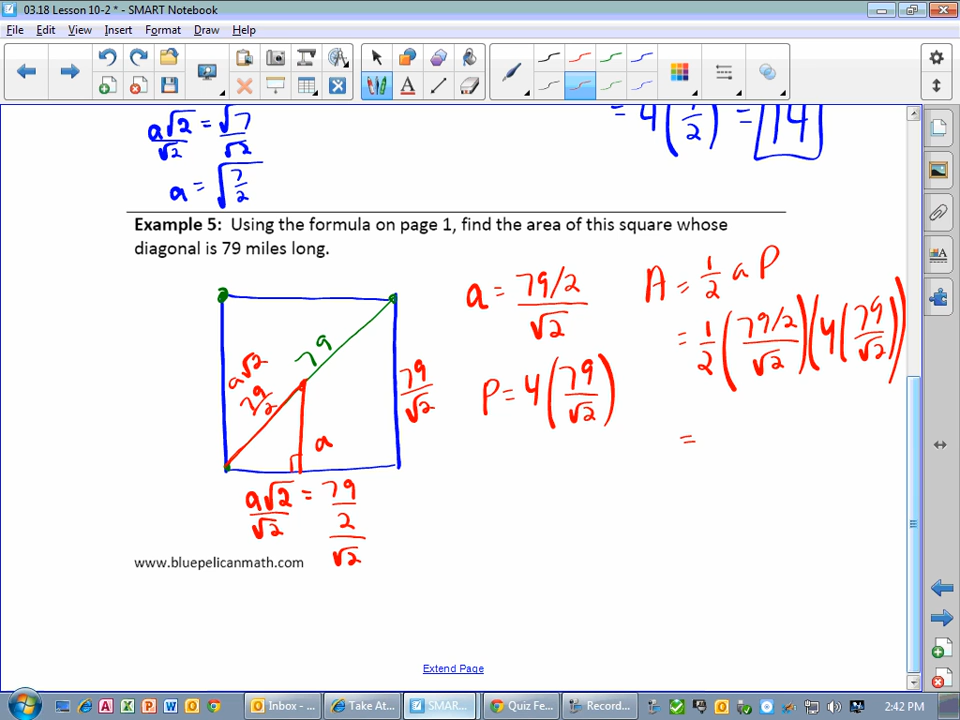 03.18 Lesson 10-2 * - SMART Notebook
File Edit View Insert Format Draw Help
a√2 = √7
√2 √2
a = √7/2
= 4(7/2) = 14
Example 5: Using the formula on page 1, find the area of this square whose
diagonal is 79 miles long.
a = 79/2
√2
A = 1/2 a P
= 1/2 (79/2 / √2)(4(79/√2))
79
a√2
79/2
79/√2
a
P = 4(79/√2)
=
a√2 = 79
√2 2
√2
www.bluepelicanmath.com
Extend Page
Inbox - ... Take At... SMAR... Quiz Fe... Record...
2:42 PM